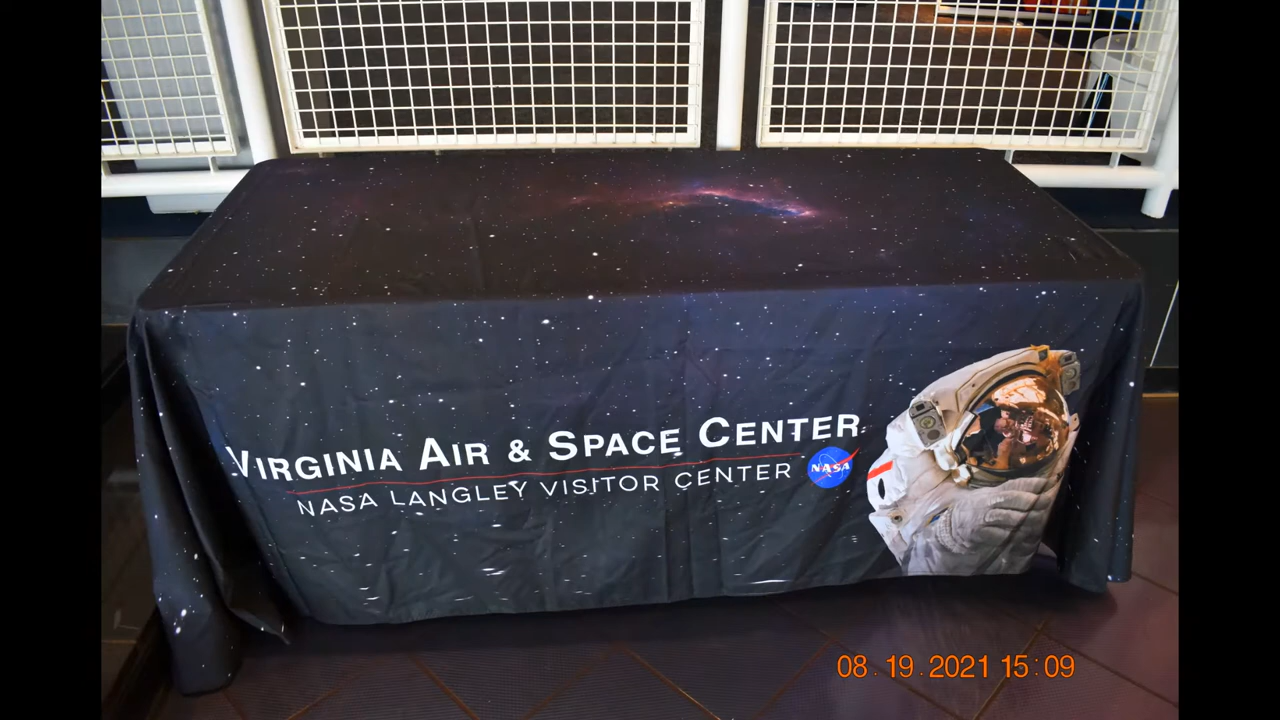 VIRGINIA AIR & SPACE CENTER
NASA LANGLEY VISITOR CENTER
NASA
08.19.2021 15:09